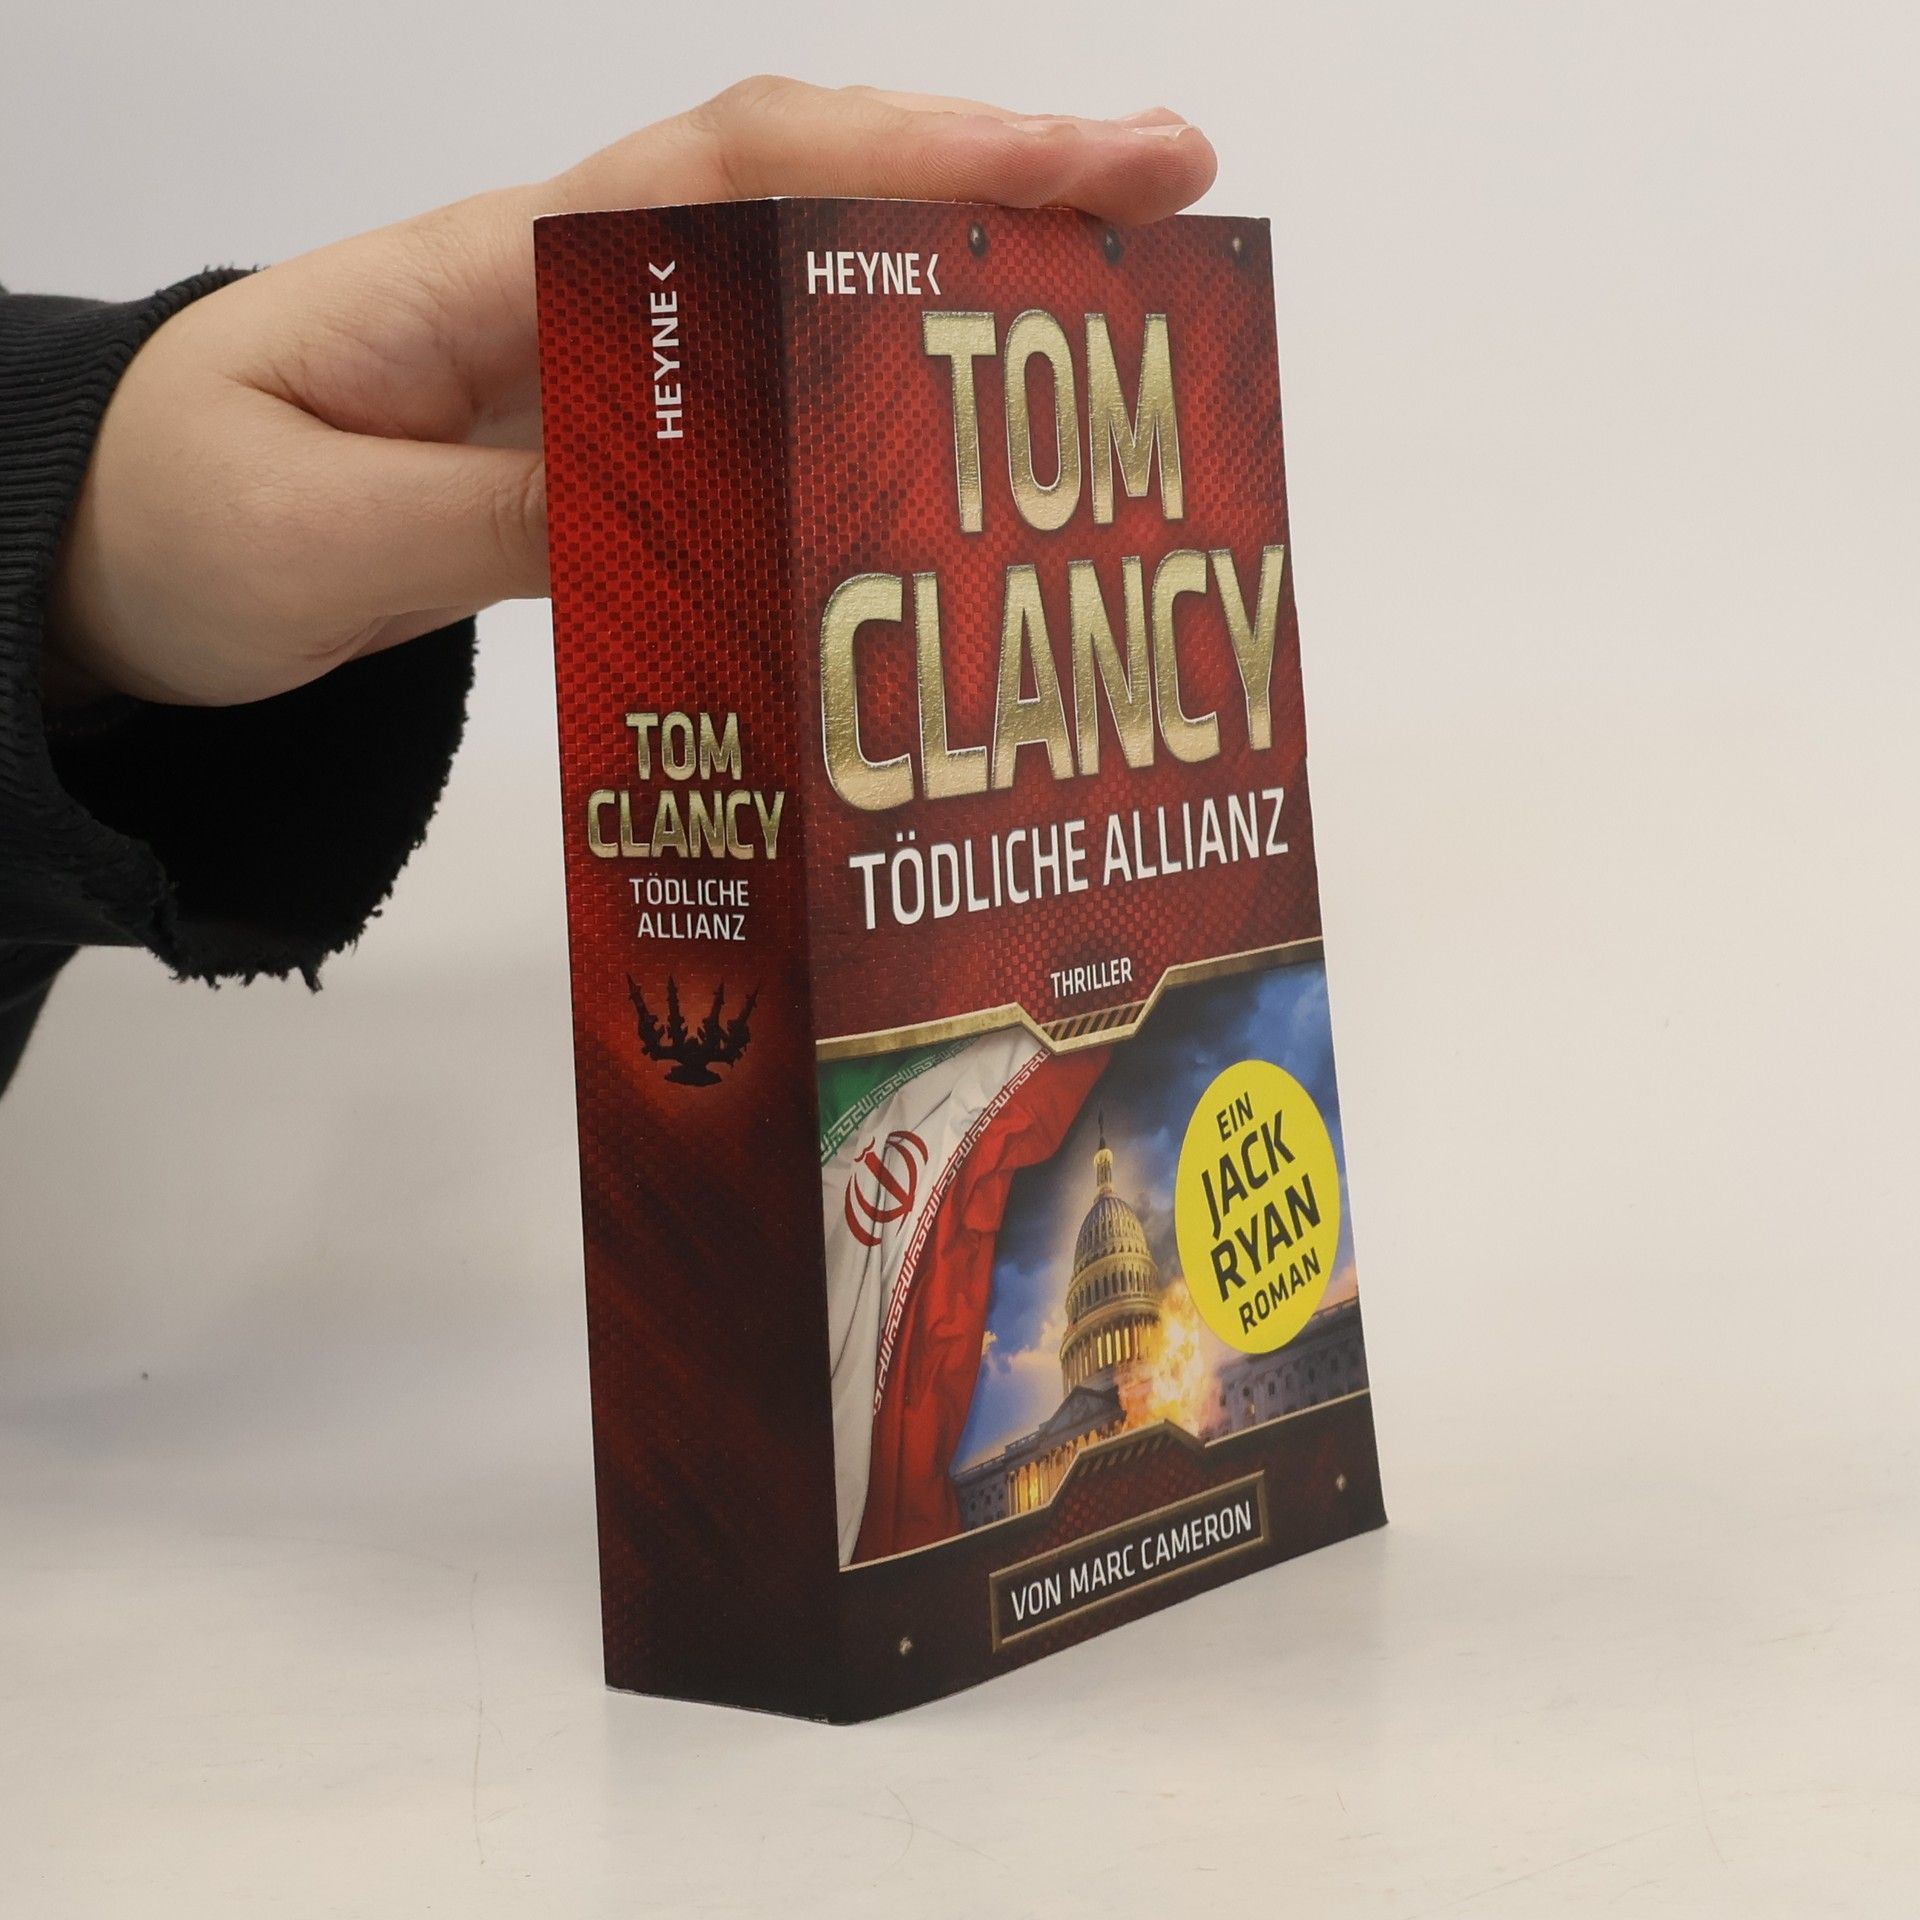 HEYNE<
TOM
CLANCY
TÖDLICHE
ALLIANZ
HEYNE<
TOM
CLANCY
TÖDLICHE ALLIANZ
THRILLER
EIN
JACK
RYAN
ROMAN
VON MARC CAMERON